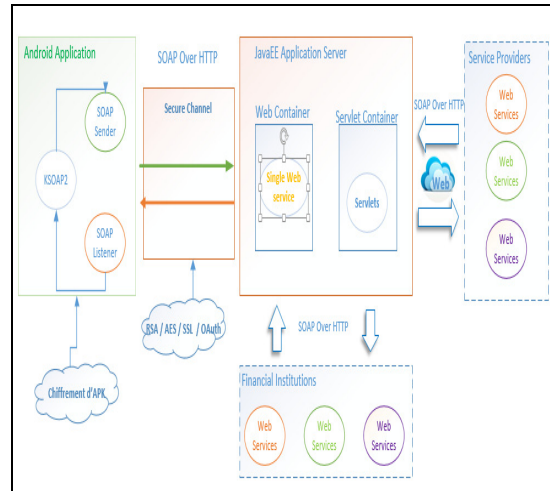 Android Application
SOAP
Sender
KSOAP2
SOAP
Listener
Chiffrement d'APK
SOAP Over HTTP
Secure Channel
RSA / AES / SSL / OAuth
JavaEE Application Server
Web Container
Single Web
service
Servlet Container
Servlets
SOAP Over HTTP
Web
Service Providers
Web
Services
Web
Services
Web
Services
SOAP Over HTTP
Financial Institutions
Web
Services
Web
Services
Web
Services